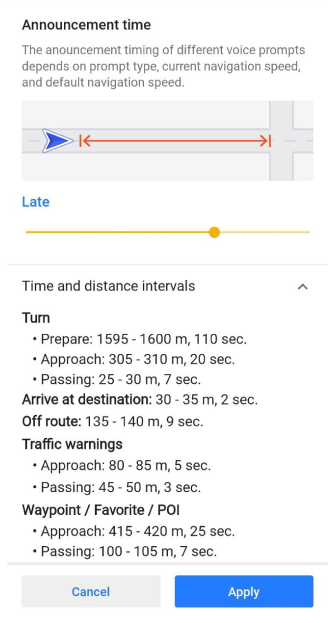 Announcement time
The anouncement timing of different voice prompts
depends on prompt type, current navigation speed,
and default navigation speed.
Late
Time and distance intervals
Turn
• Prepare: 1595 - 1600 m, 110 sec.
• Approach: 305 - 310 m, 20 sec.
• Passing: 25 - 30 m, 7 sec.
Arrive at destination: 30 - 35 m, 2 sec.
Off route: 135 - 140 m, 9 sec.
Traffic warnings
• Approach: 80 - 85 m, 5 sec.
• Passing: 45 - 50 m, 3 sec.
Waypoint / Favorite / POI
• Approach: 415 - 420 m, 25 sec.
• Passing: 100 - 105 m, 7 sec.
Cancel
Apply